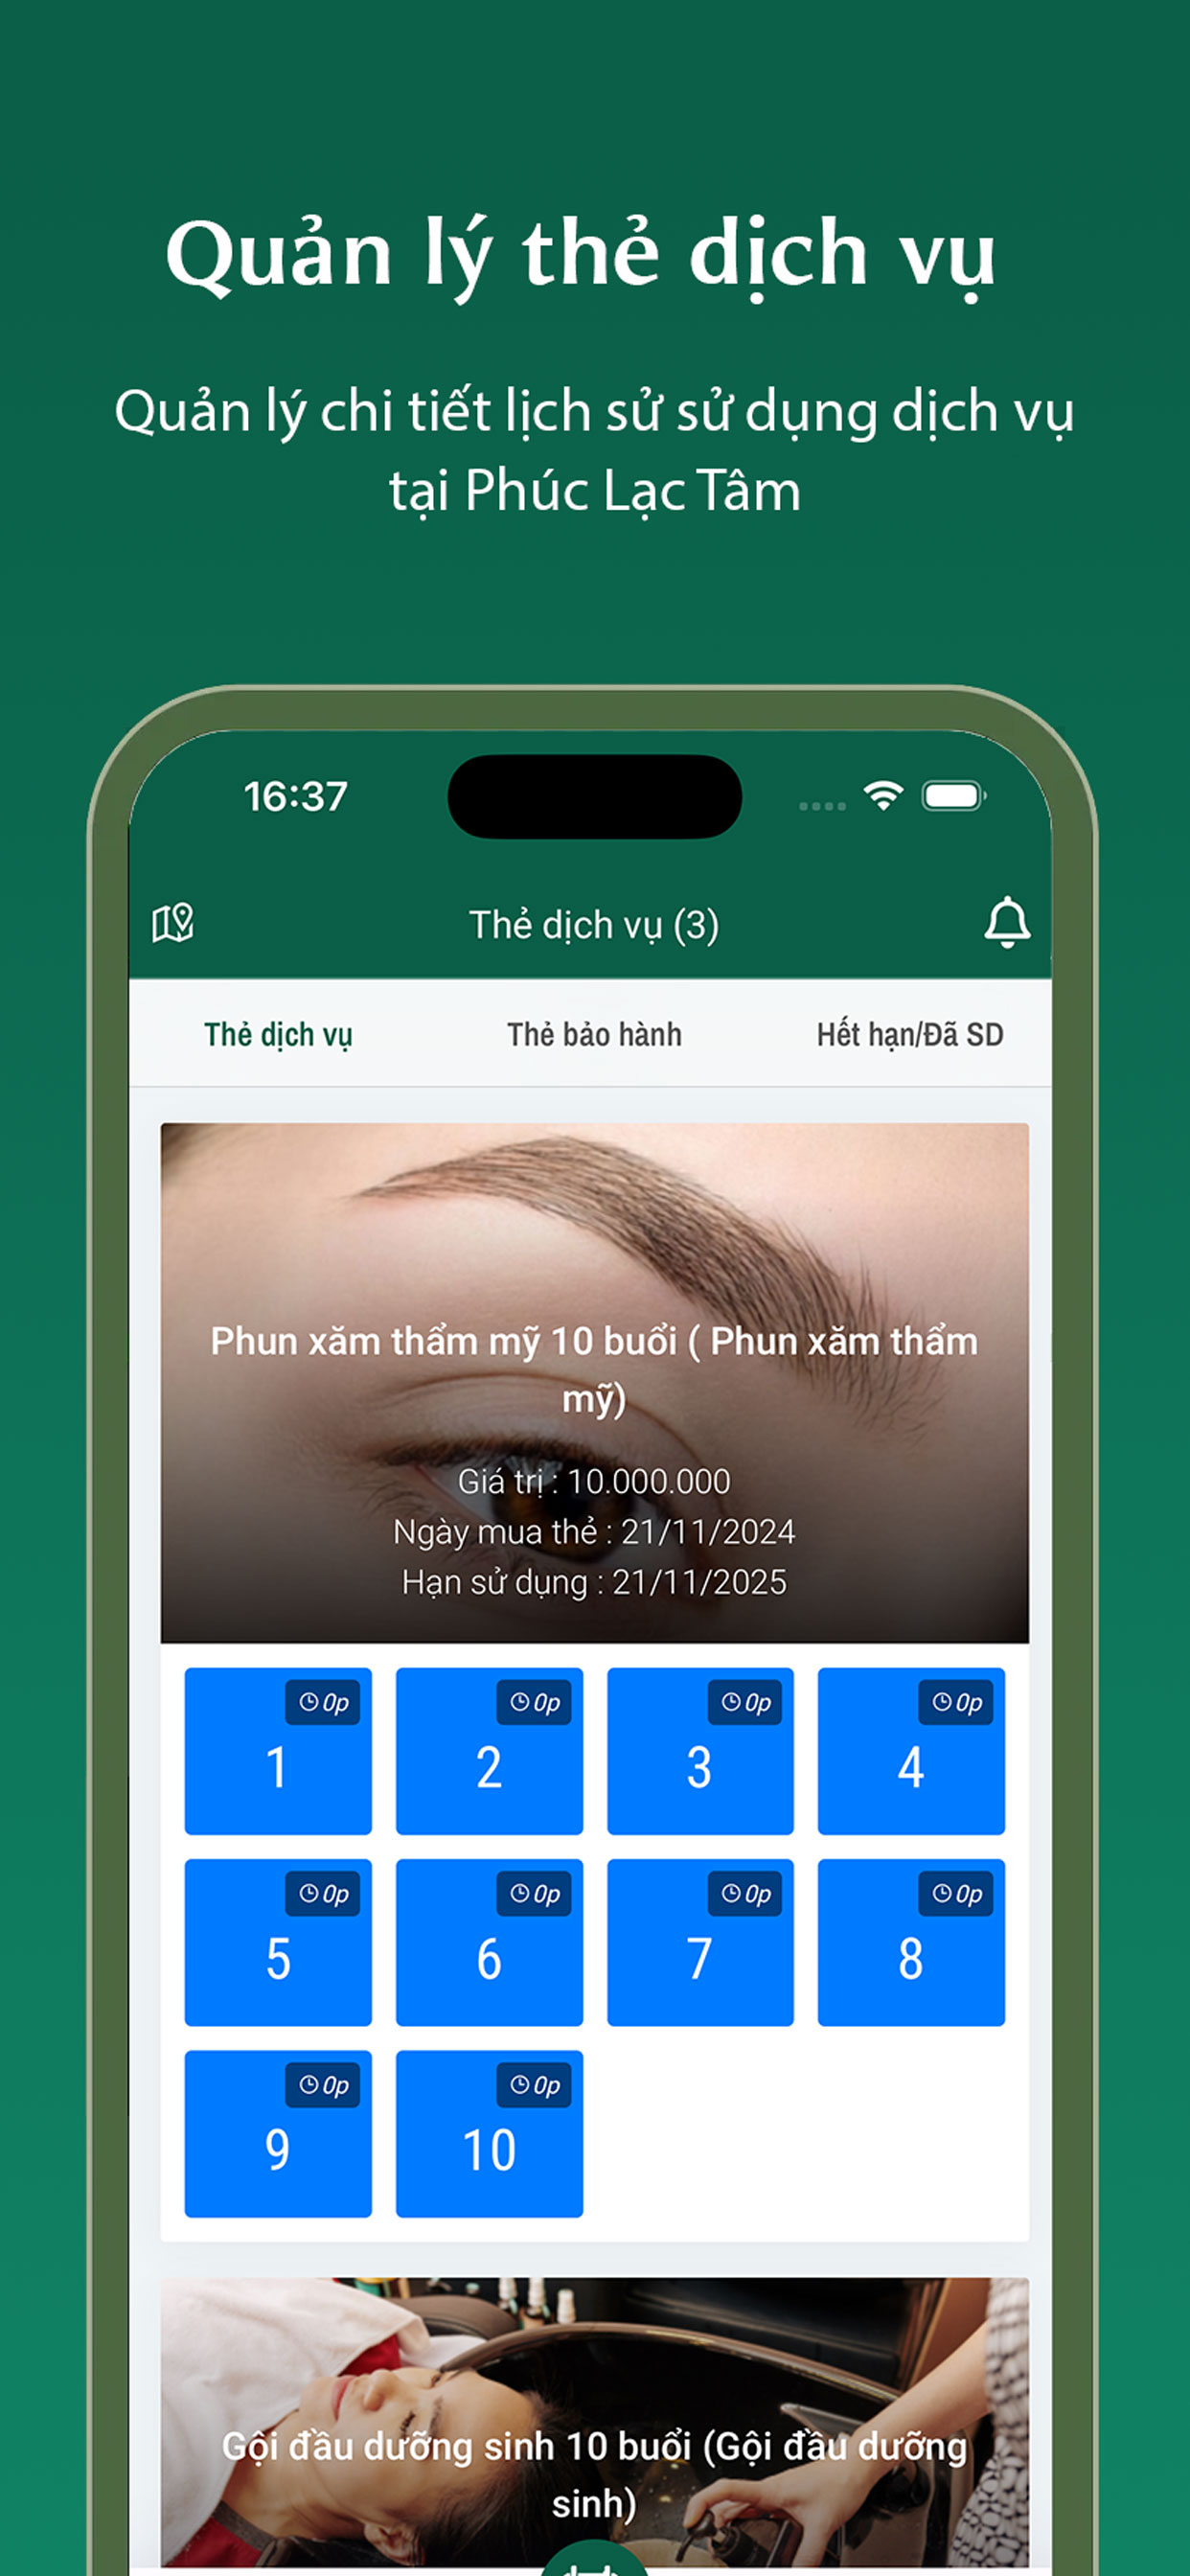 Quản lý thẻ dịch vụ
Quản lý chi tiết lịch sử sử dụng dịch vụ
tại Phúc Lạc Tâm
16:37
Thẻ dịch vụ (3)
Thẻ dịch vụ
Thẻ bảo hành
Hết hạn/Đã SD
Phun xăm thẩm mỹ 10 buổi ( Phun xăm thẩm
mỹ)
Giá trị : 10.000.000
Ngày mua thẻ : 21/11/2024
Hạn sử dụng : 21/11/2025
0p
1
0p
2
0p
3
0p
4
0p
5
0p
6
0p
7
0p
8
0p
9
0p
10
Gội đầu dưỡng sinh 10 buổi (Gội đầu dưỡng
sinh)